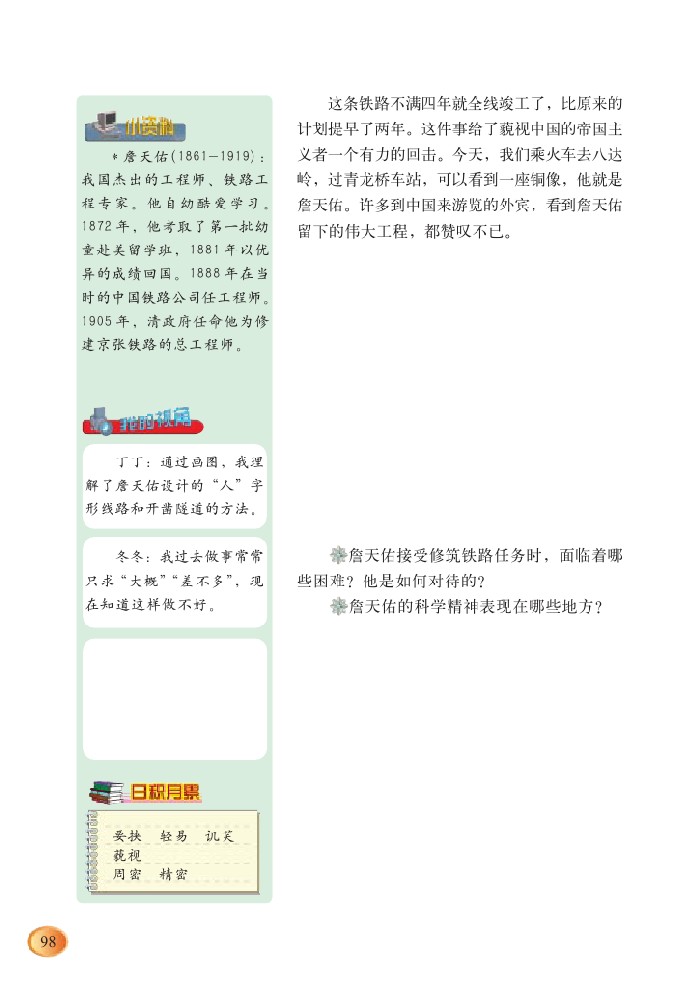 小资料
* 詹天佑(1861-1919)：
我国杰出的工程师、铁路工
程专家。他自幼酷爱学习。
1872年，他考取了第一批幼
童赴美留学班，1881年以优
异的成绩回国。1888年在当
时的中国铁路公司任工程师。
1905年，清政府任命他为修
建京张铁路的总工程师。
我的视角
丁丁：通过画图，我理
解了詹天佑设计的“人”字
形线路和开凿隧道的方法。
冬冬：我过去做事常常
只求“大概”“差不多”，现
在知道这样做不好。
日积月累
要挟 轻易 讥笑
藐视
周密 精密
这条铁路不满四年就全线竣工了，比原来的
计划提早了两年。这件事给了藐视中国的帝国主
义者一个有力的回击。今天，我们乘火车去八达
岭，过青龙桥车站，可以看到一座铜像，他就是
詹天佑。许多到中国来游览的外宾，看到詹天佑
留下的伟大工程，都赞叹不已。
詹天佑接受修筑铁路任务时，面临着哪
些困难？他是如何对待的？
詹天佑的科学精神表现在哪些地方？
98